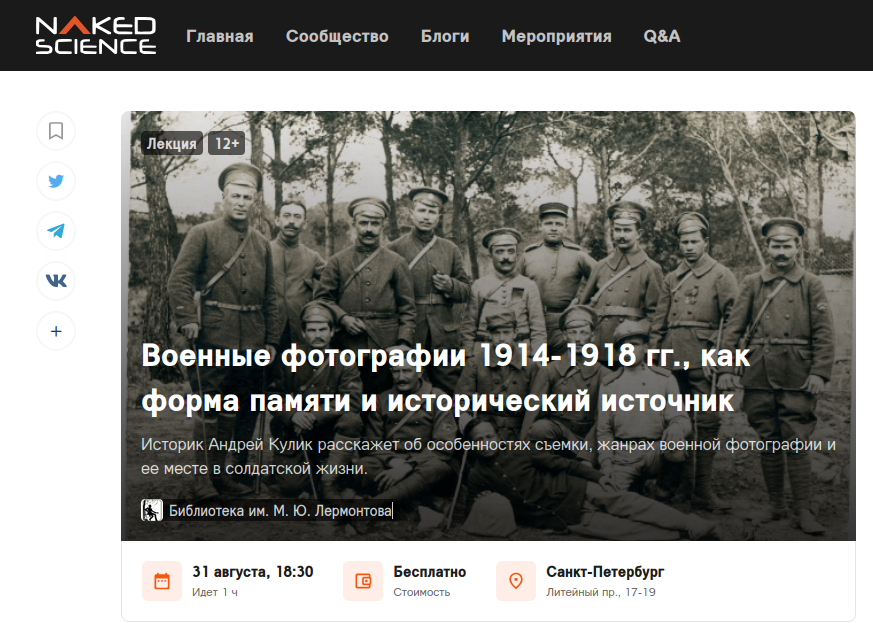 NAKED
SCIENCE
Главная Сообщество Блоги Мероприятия Q&A
Лекция 12+
Военные фотографии 1914-1918 гг., как
форма памяти и исторический источник
Историк Андрей Кулик расскажет об особенностях съемки, жанрах военной фотографии и
ее месте в солдатской жизни.
Библиотека им. М. Ю. Лермонтова
31 августа, 18:30
Идет 1 ч
Бесплатно
Стоимость
Санкт-Петербург
Литейный пр., 17-19